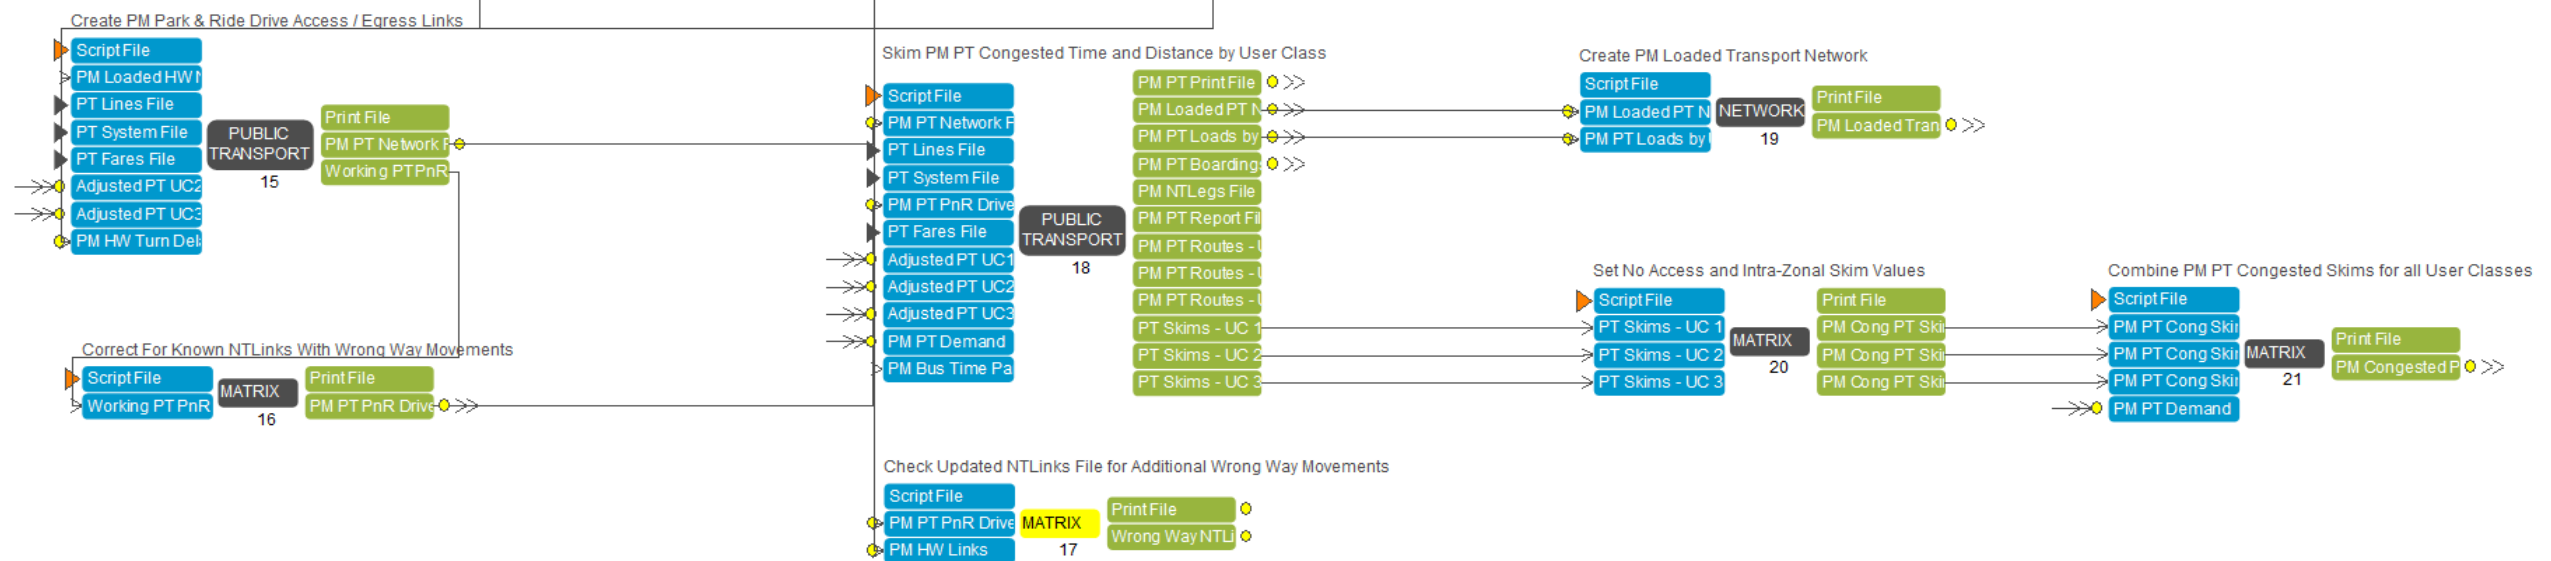 Create PM Park & Ride Drive Access / Egress Links
Script File
PM Loaded HW N
PT Lines File
PT System File
PT Fares File
Adjusted PT UC2
Adjusted PT UC3
PM HW Turn Del
PUBLIC
TRANSPORT
15
Print File
PM PT Network F
Working PTPnR
Correct For Known NTLinks With Wrong Way Movements
Script File
Working PT PnR
MATRIX
16
Print File
PM PT PnR Drive
Skim PM PT Congested Time and Distance by User Class
Script File
PM PT Network F
PT Lines File
PT System File
PM PT PnR Drive
PT Fares File
Adjusted PT UC1
Adjusted PT UC2
Adjusted PT UC3
PM PT Demand
PM Bus Time Pa
PUBLIC
TRANSPORT
18
PM PT Print File
PM Loaded PT N
PM PT Loads by
PM PT Boarding
PM NTLegs File
PM PT Report Fil
PM PT Routes - U
PM PT Routes - U
PM PT Routes - U
PT Skims - UC 1
PT Skims - UC 2
PT Skims - UC 3
Check Updated NTLinks File for Additional Wrong Way Movements
Script File
PM PT PnR Drive
PM HW Links
MATRIX
17
Print File
Wrong Way NTLi
Create PM Loaded Transport Network
Script File
PM Loaded PT N
PM PT Loads by
NETWORK
19
Print File
PM Loaded Tran
Set No Access and Intra-Zonal Skim Values
Script File
PT Skims - UC 1
PT Skims - UC 2
PT Skims - UC 3
MATRIX
20
Print File
PM Cong PT Skir
PM Cong PT Skir
PM Cong PT Skir
Combine PM PT Congested Skims for all User Classes
Script File
PM PT Cong Skir
PM PT Cong Skir
PM PT Cong Skir
PM PT Demand
MATRIX
21
Print File
PM Congested P